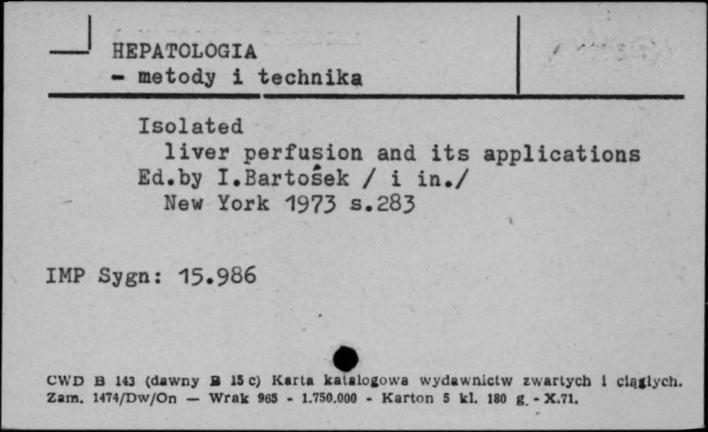 HEPATOLOGIA
- metody i technika
Isolated
liver perfusion and its applications
Ed.by I.Bartośek / i in./
New York 1973 s.283
IMP Sygn: 15.986
CWD B 143 (dawny B 15 c) Karta katalogowa wydawnictw zwartych i ciągłych.
Zam. 1474/Dw/On — Wrak 965 - 1.750.000 - Karton 5 kl. 180 g. - X.71.